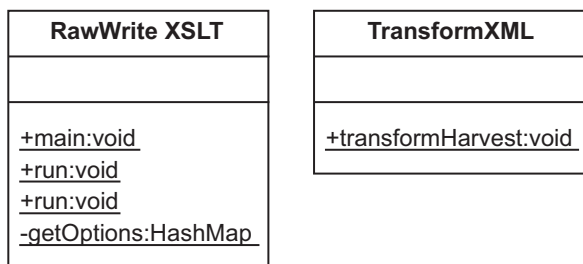 RawWrite XSLT
+main:void
+run:void
+run:void
-getOptions:HashMap
TransformXML
+transformHarvest:void